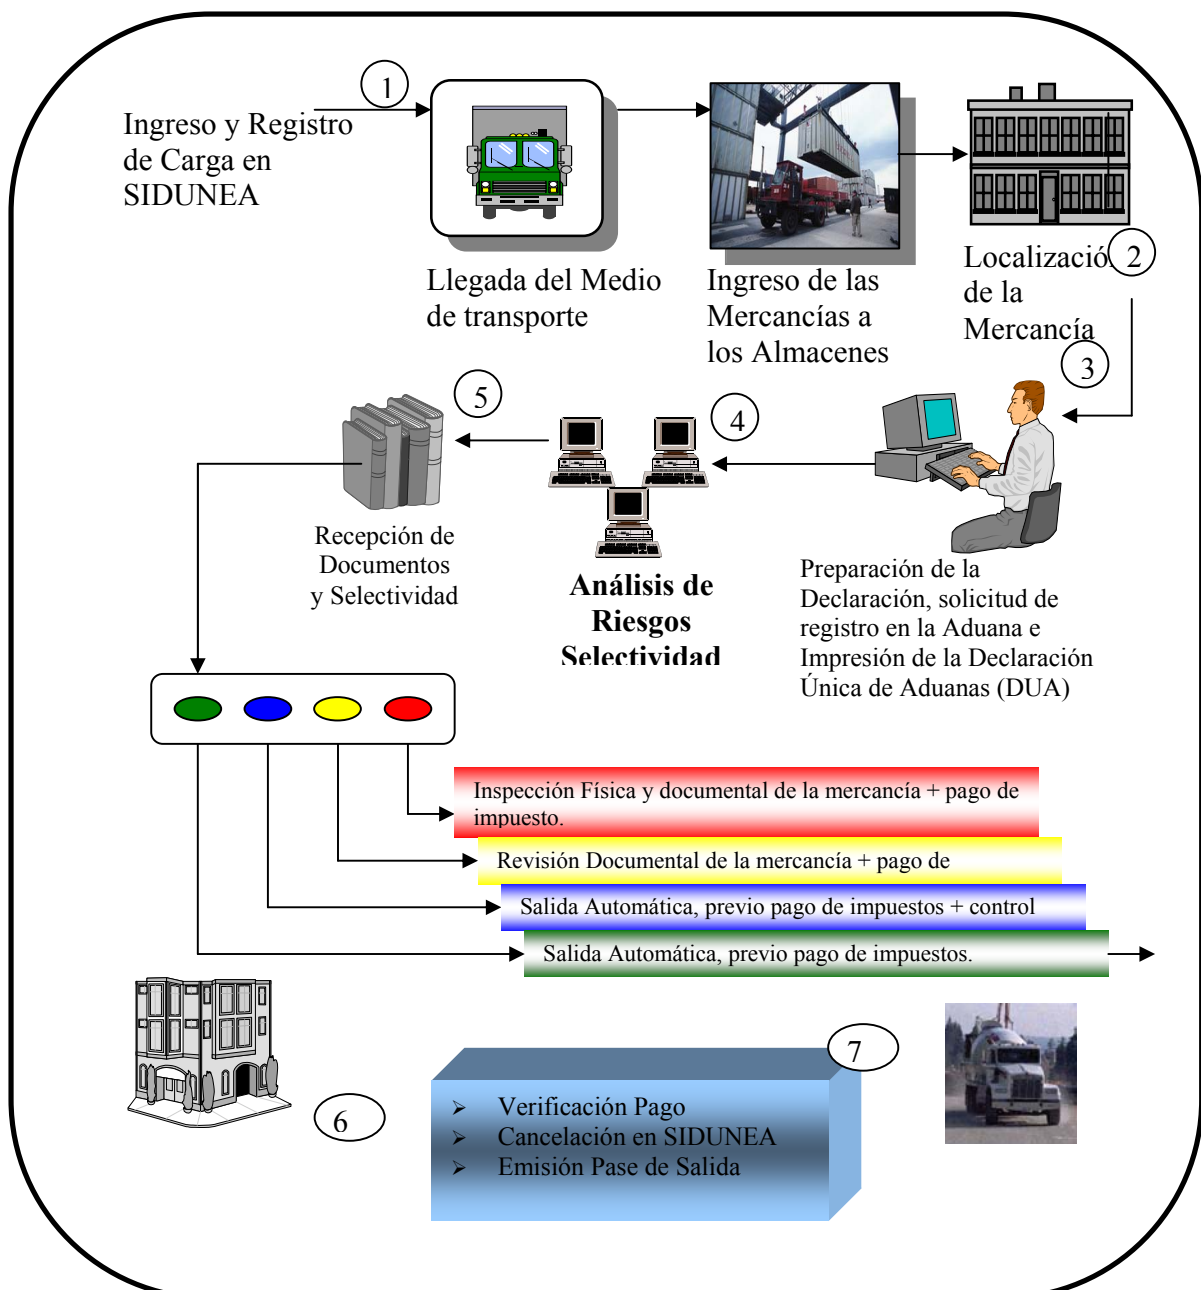 1
Ingreso y Registro
de Carga en
SIDUNEA
Llegada del Medio
de transporte
Ingreso de las
Mercancías a
los Almacenes
2
Localización
de la
Mercancía
3
Preparación de la
Declaración, solicitud de
registro en la Aduana e
Impresión de la Declaración
Única de Aduanas (DUA)
4
Análisis de
Riesgos
Selectividad
5
Recepción de
Documentos
y Selectividad
Inspección Física y documental de la mercancía + pago de
impuesto.
Revisión Documental de la mercancía + pago de
Salida Automática, previo pago de impuestos + control
Salida Automática, previo pago de impuestos.
6
7
➢ Verificación Pago
➢ Cancelación en SIDUNEA
➢ Emisión Pase de Salida